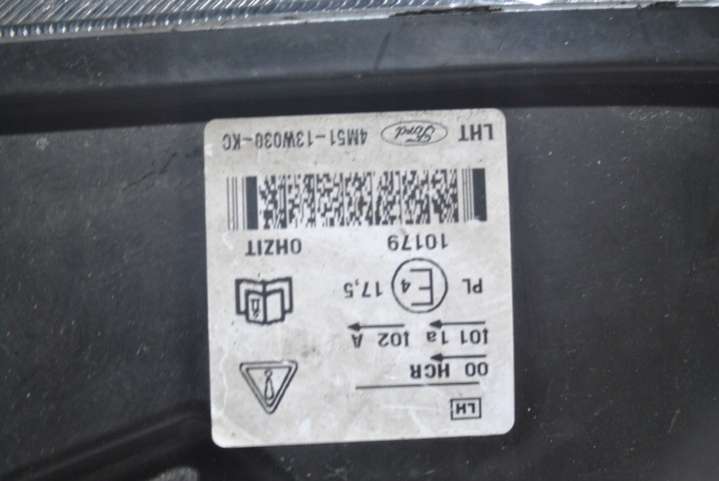 LH
00 HCR
101 1a 102 A
PL E4 17,5
10179 OHZIT
LHT Ford 4M51-13W030-KC